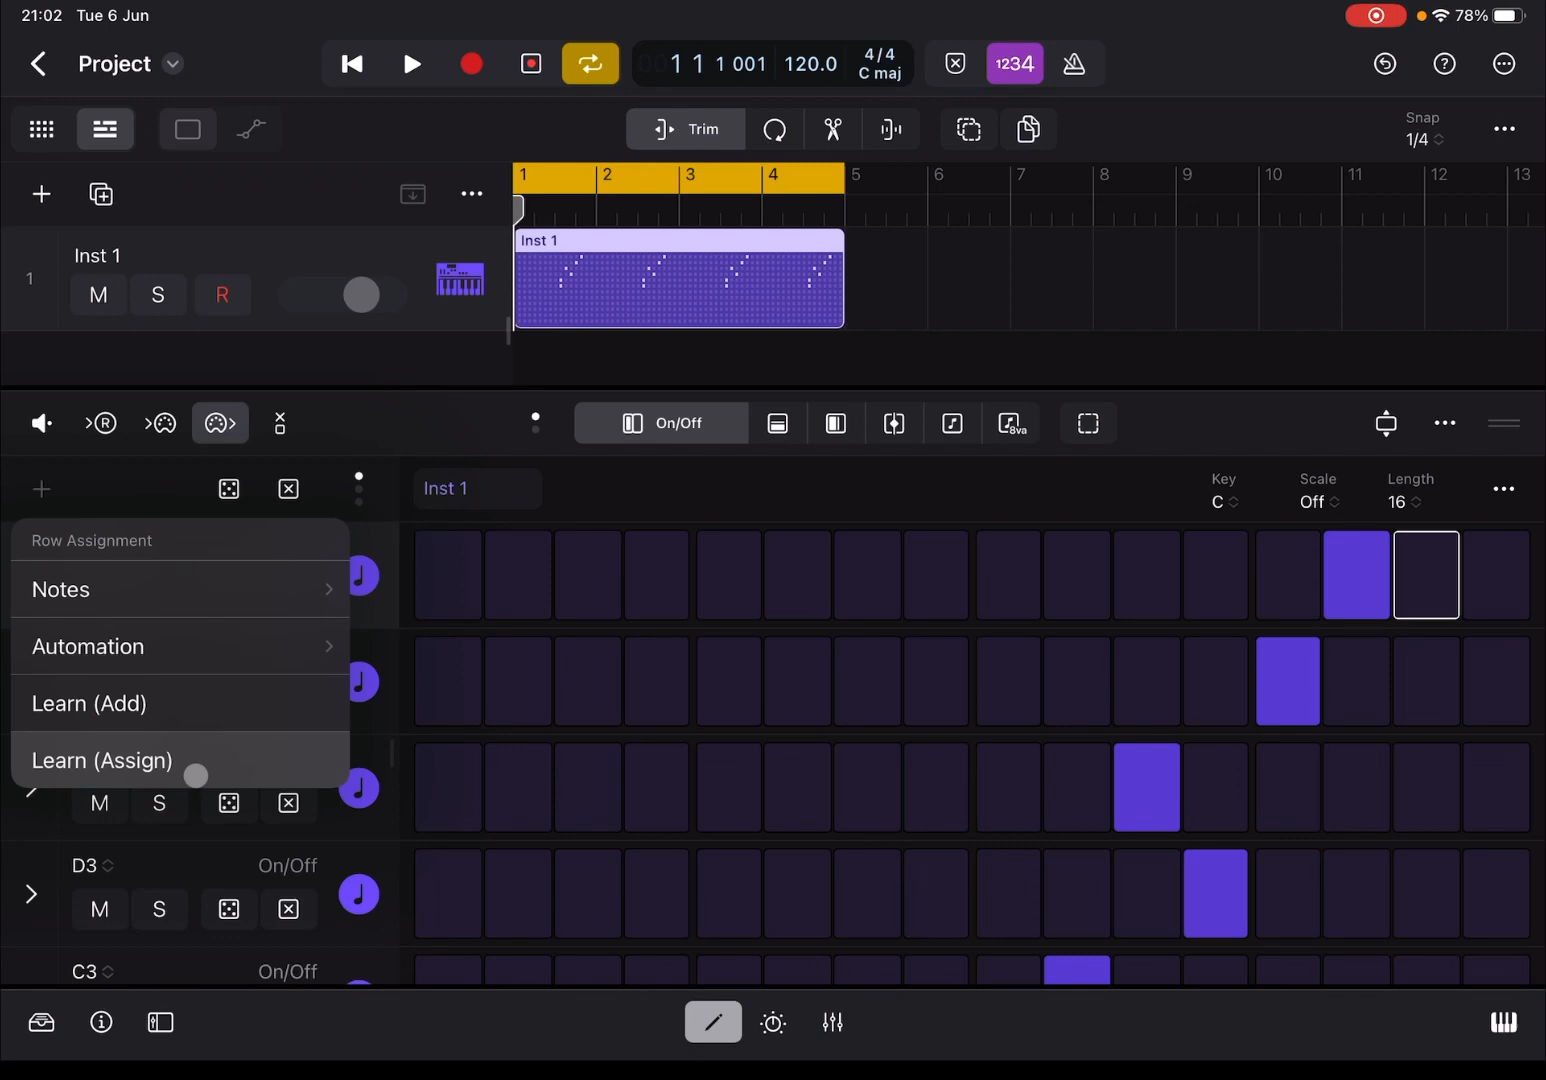 21:02 Tue 6 Jun
78%
Project
1 1 1 001 120.0 4/4 C maj
1234
Trim
Snap
1/4
1 2 3 4 5 6 7 8 9 10 11 12 13
Inst 1
1
Inst 1
M S R
R
On/Off
8va
Inst 1
Key
C
Scale
Off
Length
16
Row Assignment
Notes
Automation
Learn (Add)
Learn (Assign)
M S
D3 On/Off
M S
C3 On/Off